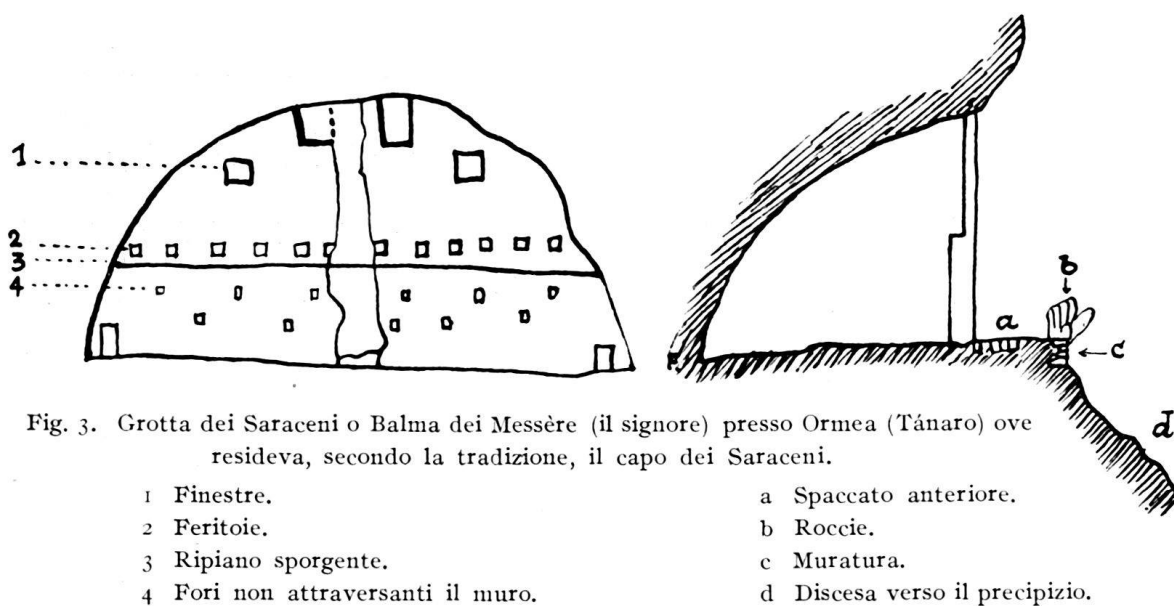 1
2
3
4
b
a
c
d
Fig. 3. Grotta dei Saraceni o Balma dei Messère (il signore) presso Ormea (Tánaro) ove
resideva, secondo la tradizione, il capo dei Saraceni.
1 Finestre.
2 Feritoie.
3 Ripiano sporgente.
4 Fori non attraversanti il muro.
a Spaccato anteriore.
b Roccie.
c Muratura.
d Discesa verso il precipizio.